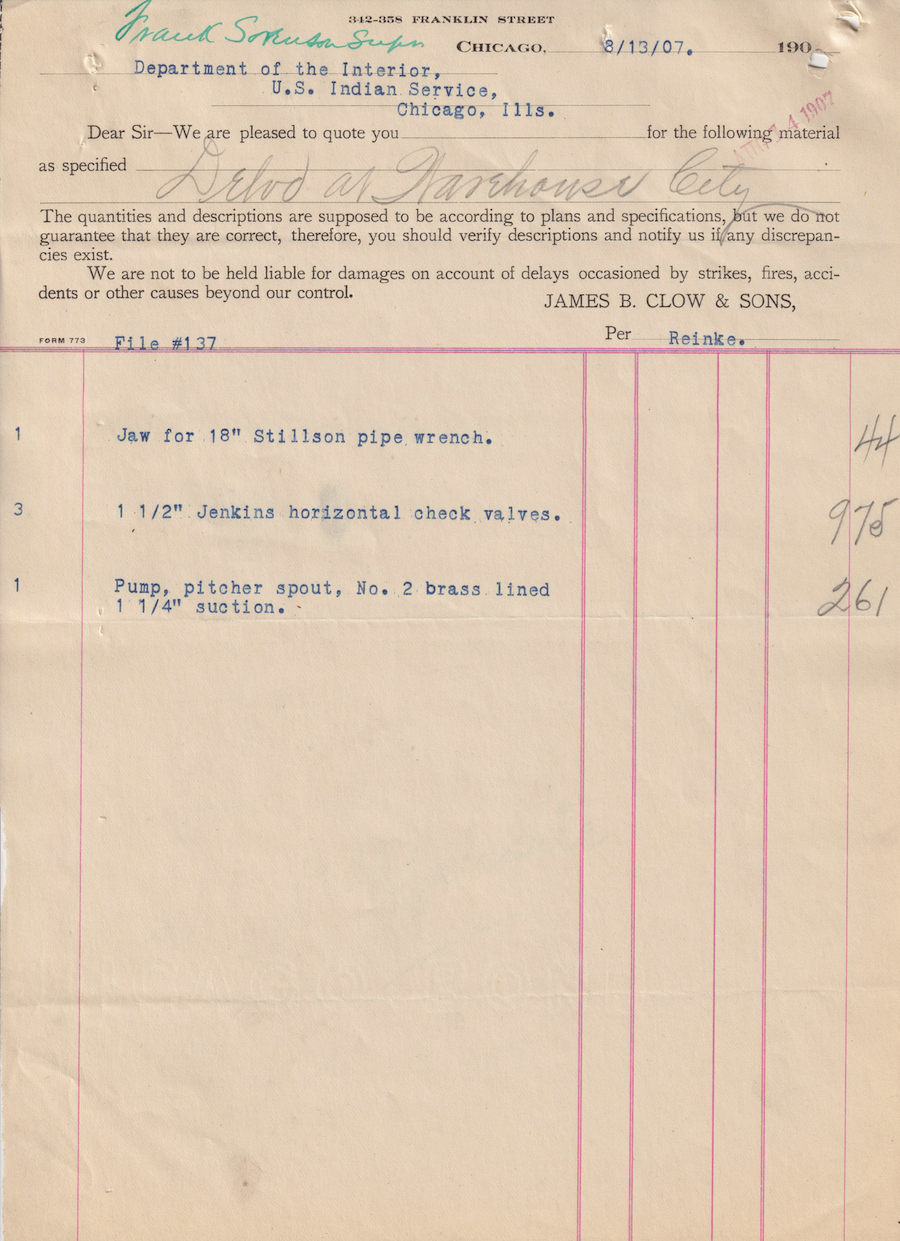 342-358 FRANKLIN STREET
Frank Sorenson Supn
CHICAGO, 8/13/07. 190
Department of the Interior,
U.S. Indian Service,
Chicago, Ills.
4 1907
Dear Sir—We are pleased to quote you for the following material
as specified Delvd at Warehouse City
The quantities and descriptions are supposed to be according to plans and specifications, but we do not
guarantee that they are correct, therefore, you should verify descriptions and notify us if any discrepan-
cies exist.
We are not to be held liable for damages on account of delays occasioned by strikes, fires, acci-
dents or other causes beyond our control.
JAMES B. CLOW & SONS,
Per Reinke.
FORM 773 File #137
1 Jaw for 18" Stillson pipe wrench. 44
3 1 1/2" Jenkins horizontal check valves. 975
1 Pump, pitcher spout, No. 2 brass lined
1 1/4" suction. 261